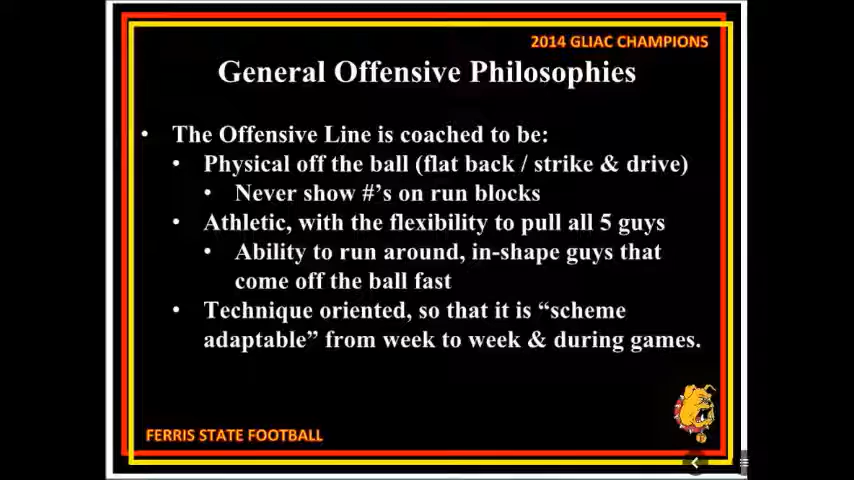 2014 GLIAC CHAMPIONS
General Offensive Philosophies
• The Offensive Line is coached to be:
• Physical off the ball (flat back / strike & drive)
• Never show #'s on run blocks
• Athletic, with the flexibility to pull all 5 guys
• Ability to run around, in-shape guys that
come off the ball fast
• Technique oriented, so that it is “scheme
adaptable” from week to week & during games.
FERRIS STATE FOOTBALL